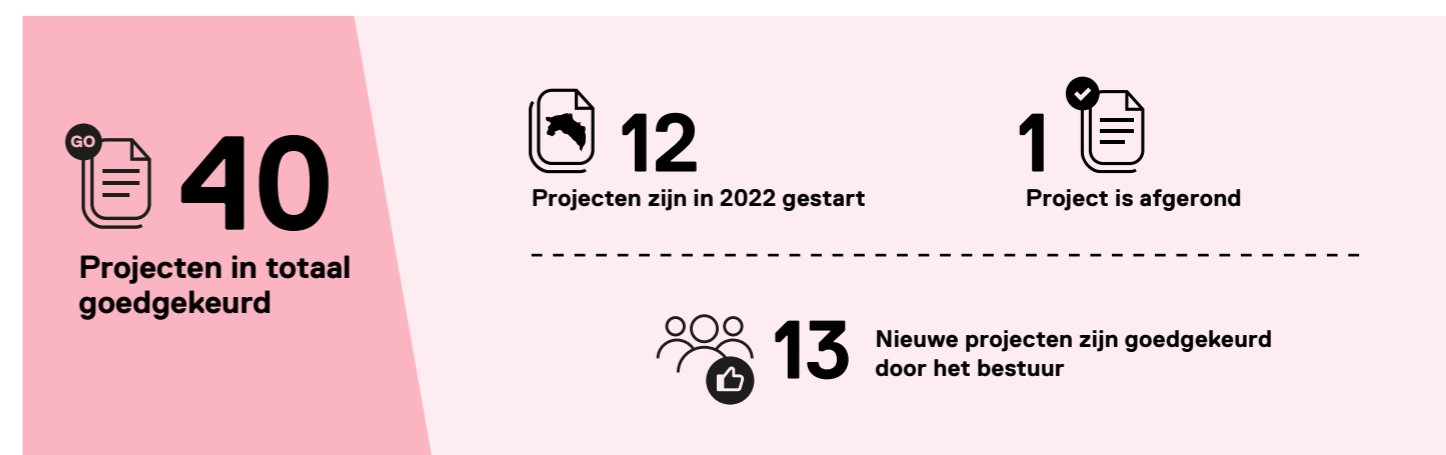 GO
40
Projecten in totaal
goedgekeurd
12
Projecten zijn in 2022 gestart
1
Project is afgerond
13
Nieuwe projecten zijn goedgekeurd
door het bestuur